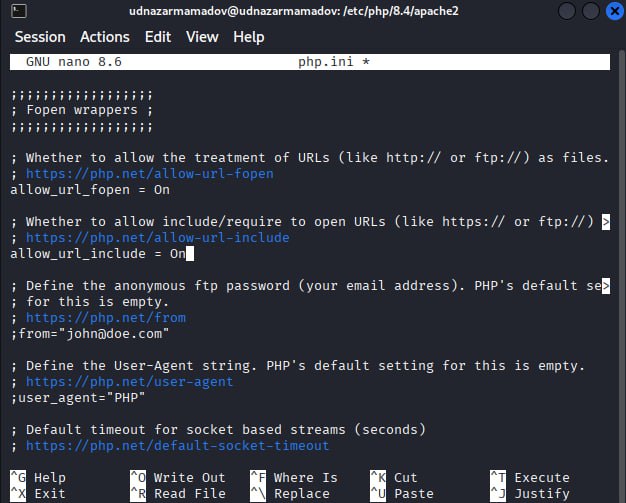 udnazarmamadov@udnazarmamadov: /etc/php/8.4/apache2
Session Actions Edit View Help
GNU nano 8.6 php.ini *
;;;;;;;;;;;;;;;;;;
; Fopen wrappers ;
;;;;;;;;;;;;;;;;;;
; Whether to allow the treatment of URLs (like http:// or ftp://) as files.
; https://php.net/allow-url-fopen
allow_url_fopen = On
; Whether to allow include/require to open URLs (like https:// or ftp://) >
; https://php.net/allow-url-include
allow_url_include = On
; Define the anonymous ftp password (your email address). PHP's default se>
; for this is empty.
; https://php.net/from
;from="john@doe.com"
; Define the User-Agent string. PHP's default setting for this is empty.
; https://php.net/user-agent
;user_agent="PHP"
; Default timeout for socket based streams (seconds)
; https://php.net/default-socket-timeout
^G Help ^O Write Out ^F Where Is ^K Cut ^T Execute
^X Exit ^R Read File ^\ Replace ^U Paste ^J Justify